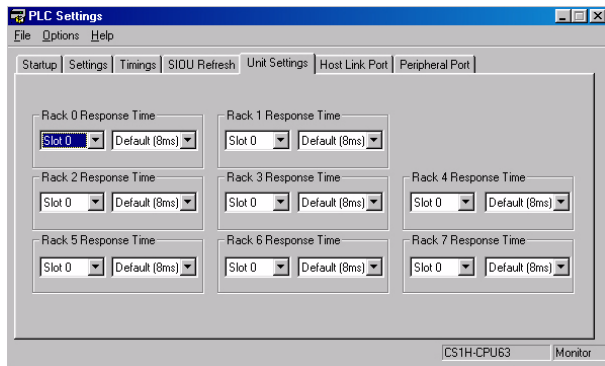 PLC Settings
File Options Help
Startup Settings Timings SIOU Refresh Unit Settings Host Link Port Peripheral Port
Rack 0 Response Time Rack 1 Response Time
Slot 0 Default (8ms) Slot 0 Default (8ms)
Rack 2 Response Time Rack 3 Response Time Rack 4 Response Time
Slot 0 Default (8ms) Slot 0 Default (8ms) Slot 0 Default (8ms)
Rack 5 Response Time Rack 6 Response Time Rack 7 Response Time
Slot 0 Default (8ms) Slot 0 Default (8ms) Slot 0 Default (8ms)
CS1H-CPU63 Monitor